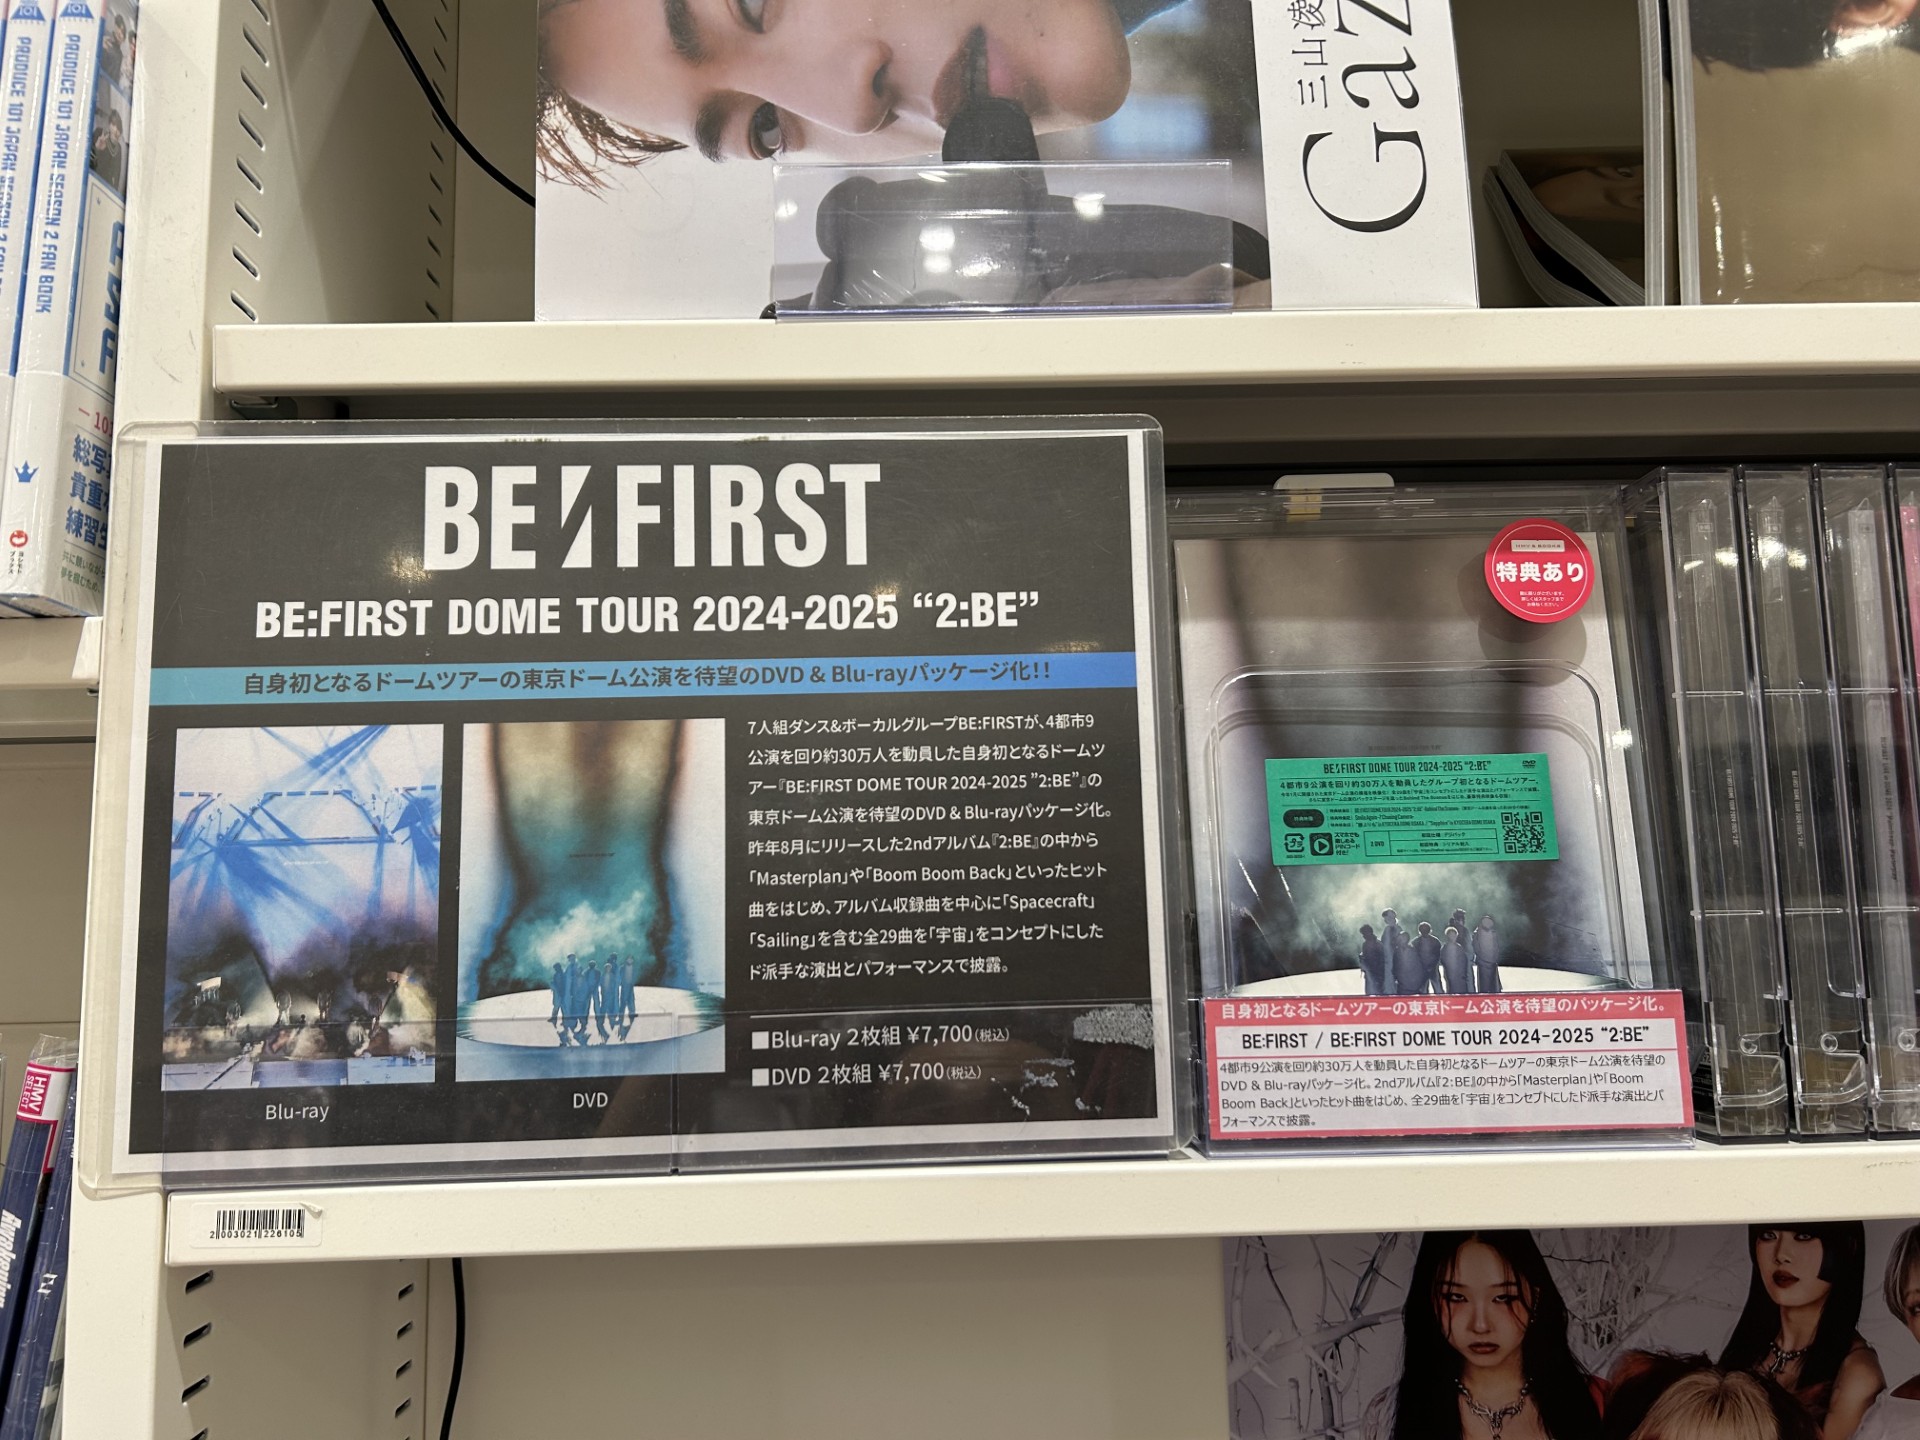 PRODUCE 101 JAPAN SEASON 2 FAN BOOK
101
総写
貴重
練習生
ヨシモト
ブックス
三山凌
GaZ
BE:FIRST
BE:FIRST DOME TOUR 2024-2025 “2:BE”
自身初となるドームツアーの東京ドーム公演を待望のDVD & Blu-rayパッケージ化!!
7人組ダンス&ボーカルグループBE:FIRSTが、4都市9
公演を回り約30万人を動員した自身初となるドームツ
アー『BE:FIRST DOME TOUR 2024-2025 ”2:BE”』の
東京ドーム公演を待望のDVD & Blu-rayパッケージ化。
昨年8月にリリースした2ndアルバム『2:BE』の中から
「Masterplan」や「Boom Boom Back」といったヒット
曲をはじめ、アルバム収録曲を中心に「Spacecraft」
「Sailing」を含む全29曲を「宇宙」をコンセプトにした
ド派手な演出とパフォーマンスで披露。
■Blu-ray 2枚組 ¥7,700(税込)
■DVD 2枚組 ¥7,700(税込)
Blu-ray
DVD
特典あり
BE:FIRST DOME TOUR 2024-2025 “2:BE”
4都市9公演を回り約30万人を動員したグループ初となるドームツアー。
2 DVD
自身初となるドームツアーの東京ドーム公演を待望のパッケージ化。
BE:FIRST / BE:FIRST DOME TOUR 2024-2025 “2:BE”
4都市9公演を回り約30万人を動員した自身初となるドームツアーの東京ドーム公演を待望の
DVD & Blu-rayパッケージ化。2ndアルバム『2:BE』の中から「Masterplan」や「Boom
Boom Back」といったヒット曲をはじめ、全29曲を「宇宙」をコンセプトにしたド派手な演出とパ
フォーマンスで披露。
2003021226105
HMV
SELECT
Awakening